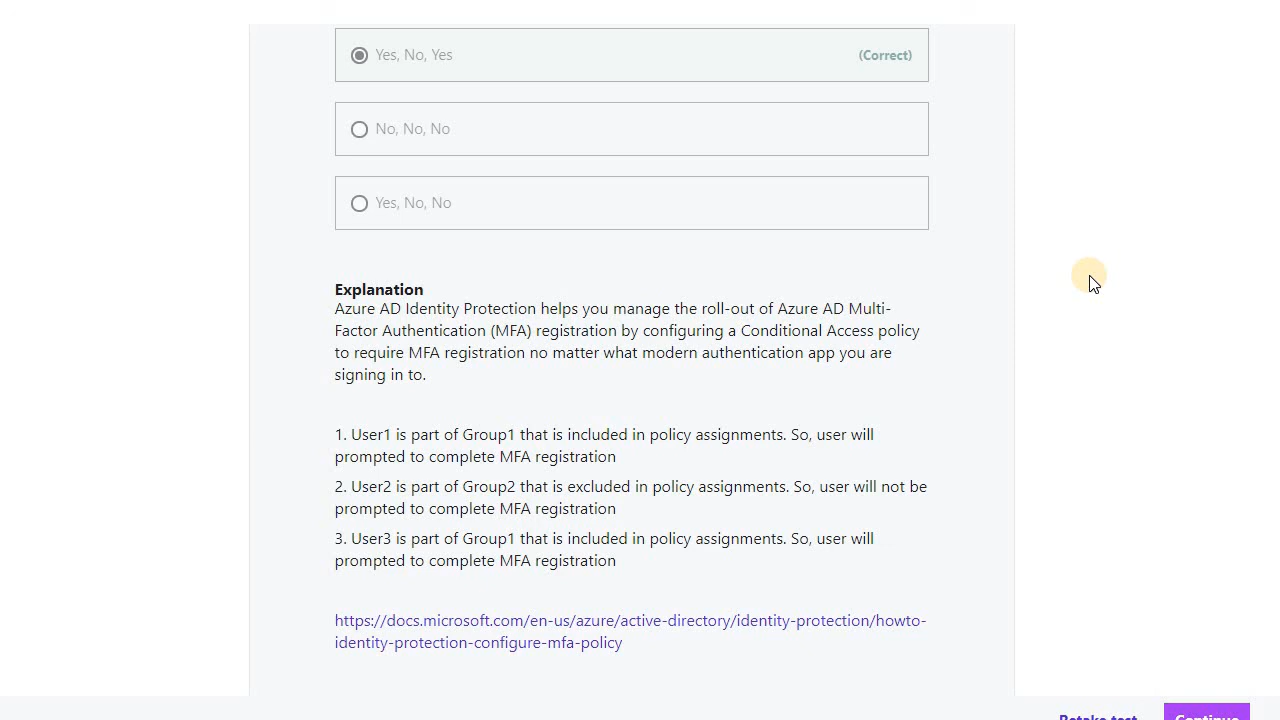 Yes, No, Yes
(Correct)
No, No, No
Yes, No, No
Explanation
Azure AD Identity Protection helps you manage the roll-out of Azure AD Multi-
Factor Authentication (MFA) registration by configuring a Conditional Access policy
to require MFA registration no matter what modern authentication app you are
signing in to.
1. User1 is part of Group1 that is included in policy assignments. So, user will
prompted to complete MFA registration
2. User2 is part of Group2 that is excluded in policy assignments. So, user will not be
prompted to complete MFA registration
3. User3 is part of Group1 that is included in policy assignments. So, user will
prompted to complete MFA registration
https://docs.microsoft.com/en-us/azure/active-directory/identity-protection/howto-
identity-protection-configure-mfa-policy
Retake test
Continue